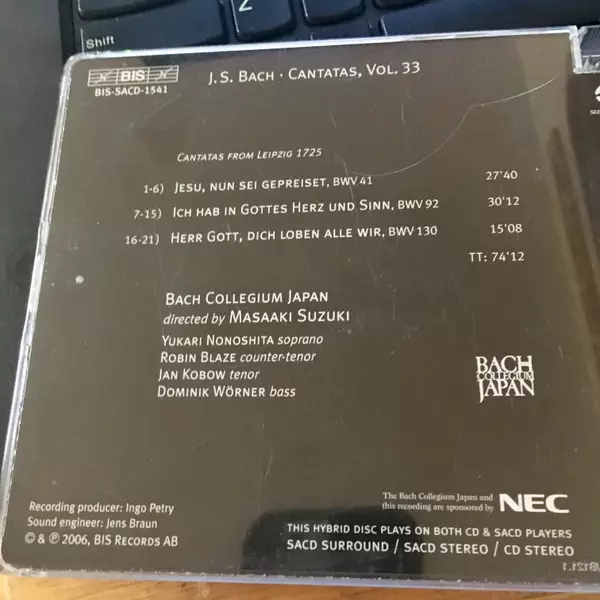 Shift
2
BIS
BIS-SACD-1541
J.S. Bach · Cantatas, Vol. 33
Cantatas from Leipzig 1725
1-6) Jesu, nun sei gepreiset, BWV 41 27'40
7-15) Ich hab in Gottes Herz und Sinn, BWV 92 30'12
16-21) Herr Gott, dich loben alle wir, BWV 130 15'08
TT: 74'12
Bach Collegium Japan
directed by Masaaki Suzuki
Yukari Nonoshita soprano
Robin Blaze counter-tenor
Jan Kobow tenor
Dominik Wörner bass
BACH
COLLEGIUM
JAPAN
Recording producer: Ingo Petry
Sound engineer: Jens Braun
© & ℗ 2006, BIS Records AB
The Bach Collegium Japan and
this recording are sponsored by NEC
THIS HYBRID DISC PLAYS ON BOTH CD & SACD PLAYERS
SACD SURROUND / SACD STEREO / CD STEREO